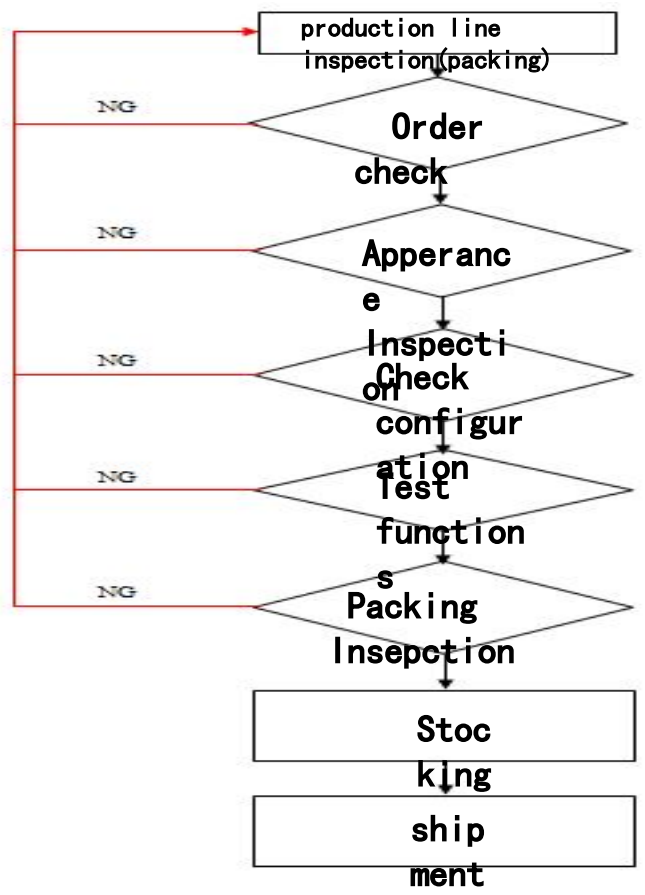 production line
inspection(packing)
NG
Order
check
NG
Apperanc
e
Inspecti
on
NG
Check
configur
ation
NG
Test
function
s
NG
Packing
Insepction
Stoc
king
ship
ment